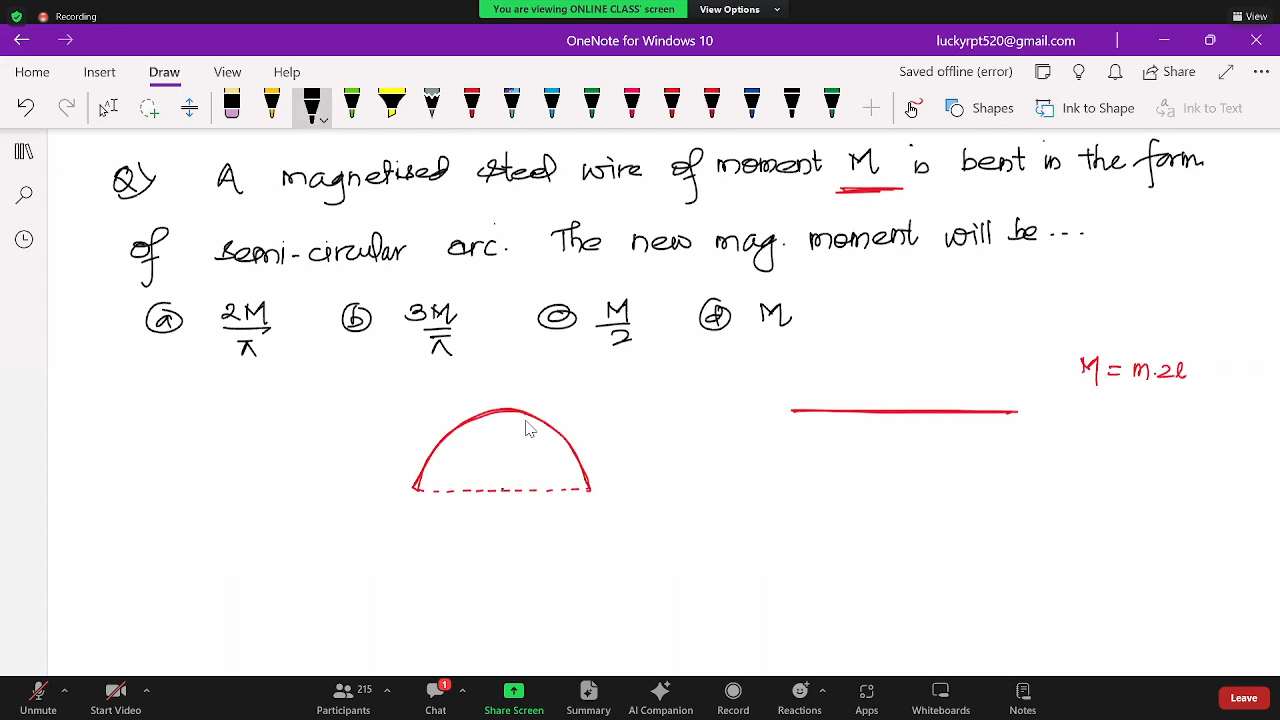 Recording
You are viewing ONLINE CLASS' screen
View Options
View
OneNote for Windows 10
luckyrpt520@gmail.com
Home Insert Draw View Help
Saved offline (error)
Share
Shapes
Ink to Shape
Ink to Text
Q) A magnetised steel wire of moment M is bent in the form
of semi-circular arc. The new mag. moment will be ...
(a) 2M/π (b) 3M/π (c) M/2 (d) M
M = m.2l
Unmute Start Video Participants 215 Chat 1 Share Screen Summary AI Companion Record Reactions Apps Whiteboards Notes Leave